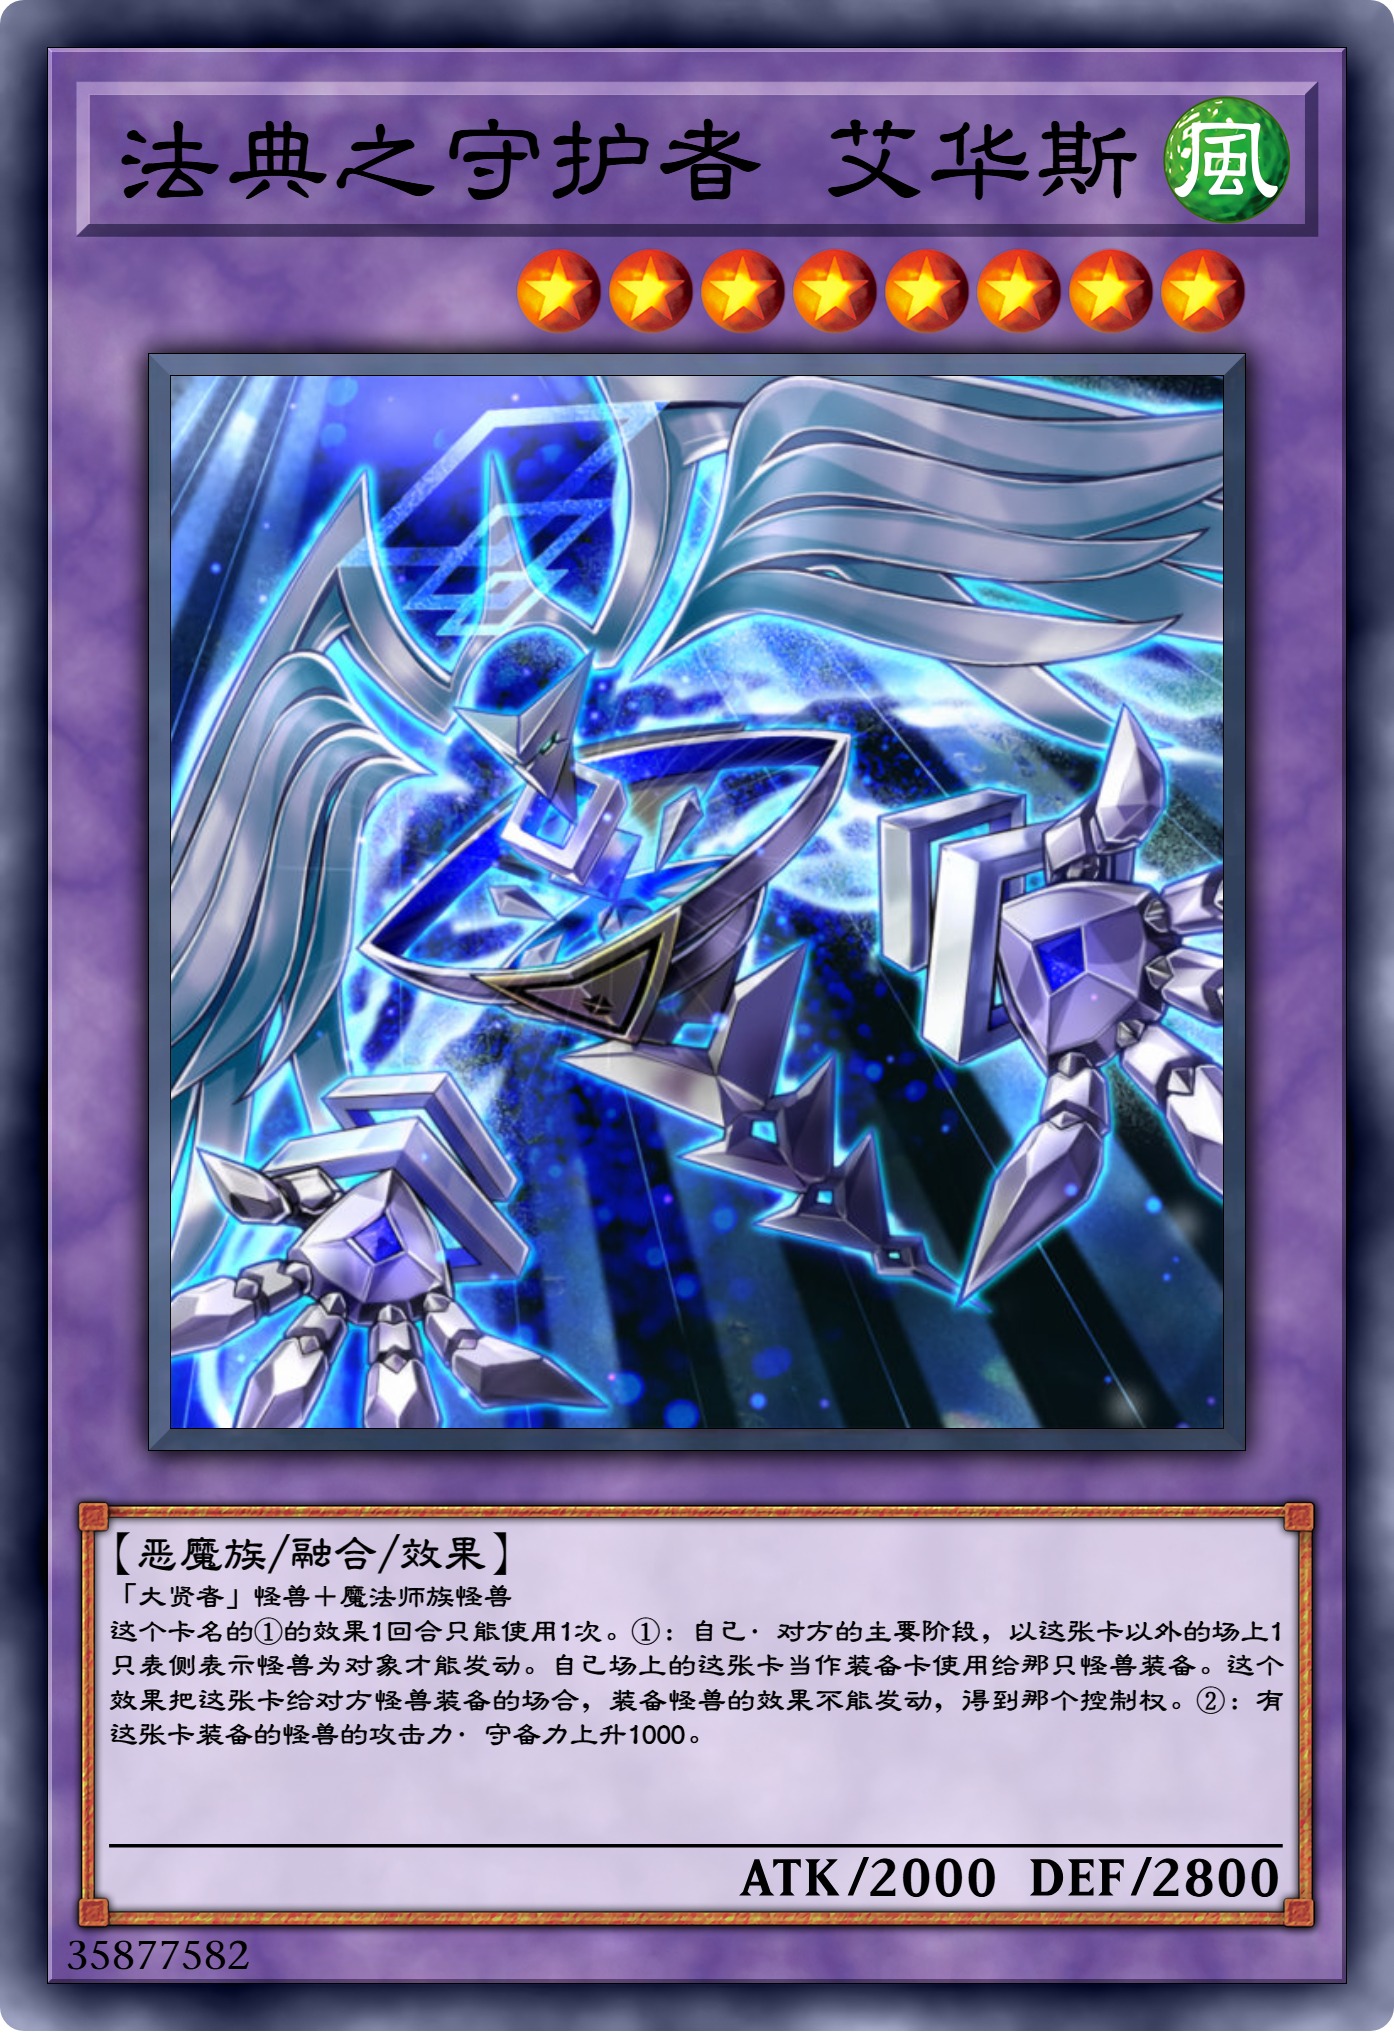 法典之守护者 艾华斯 風
【恶魔族/融合/效果】
「大贤者」怪兽＋魔法师族怪兽
这个卡名的①的效果1回合只能使用1次。①：自己·对方的主要阶段，以这张卡以外的场上1
只表侧表示怪兽为对象才能发动。自己场上的这张卡当作装备卡使用给那只怪兽装备。这个
效果把这张卡给对方怪兽装备的场合，装备怪兽的效果不能发动，得到那个控制权。②：有
这张卡装备的怪兽的攻击力·守备力上升1000。
ATK/2000 DEF/2800
35877582